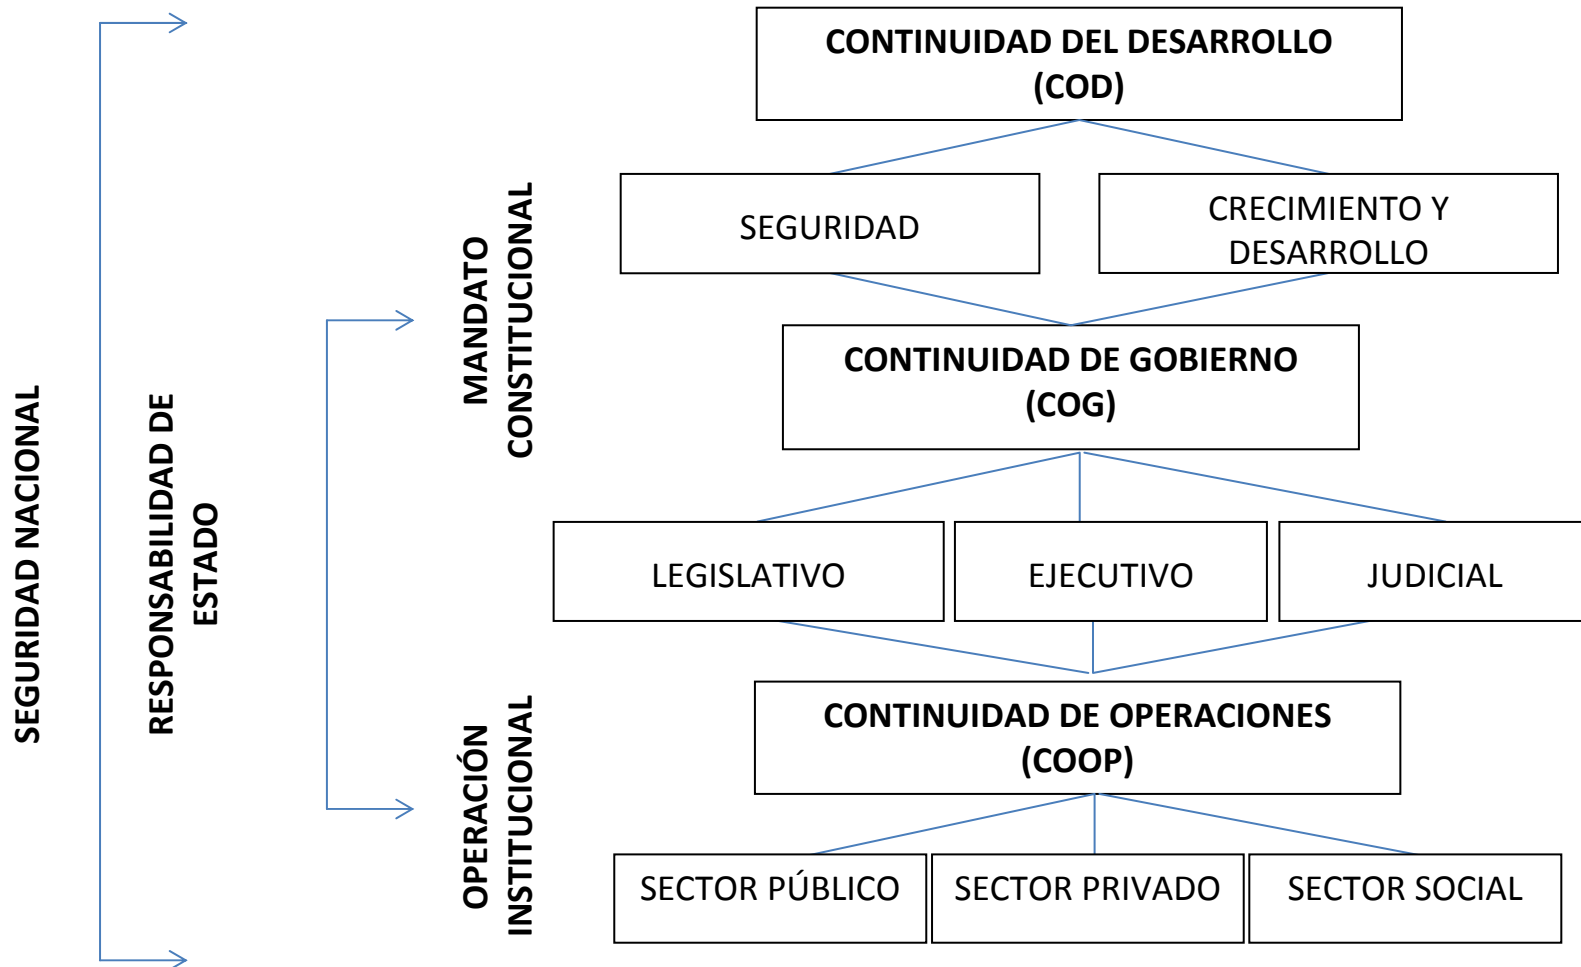 CONTINUIDAD DEL DESARROLLO
(COD)
SEGURIDAD
CRECIMIENTO Y
DESARROLLO
MANDATO
CONSTITUCIONAL
CONTINUIDAD DE GOBIERNO
(COG)
SEGURIDAD NACIONAL
RESPONSABILIDAD DE
ESTADO
LEGISLATIVO
EJECUTIVO
JUDICIAL
OPERACIÓN
INSTITUCIONAL
CONTINUIDAD DE OPERACIONES
(COOP)
SECTOR PÚBLICO
SECTOR PRIVADO
SECTOR SOCIAL